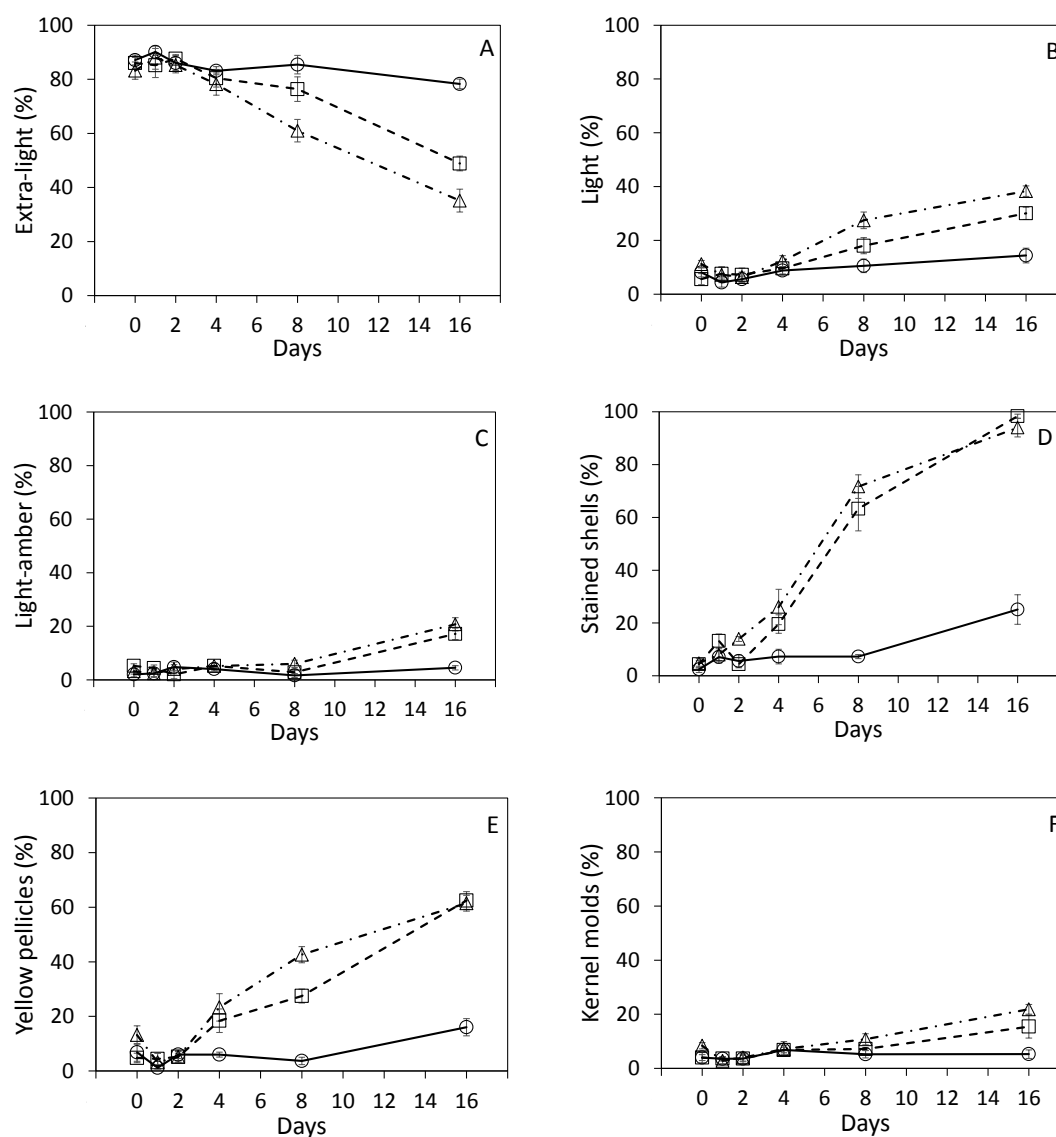 100
80
60
40
20
0
Extra-light (%)
A
0 2 4 6 8 10 12 14 16
Days
100
80
60
40
20
0
Light (%)
B
0 2 4 6 8 10 12 14 16
Days
100
80
60
40
20
0
Light-amber (%)
C
0 2 4 6 8 10 12 14 16
Days
100
80
60
40
20
0
Stained shells (%)
D
0 2 4 6 8 10 12 14 16
Days
100
80
60
40
20
0
Yellow pellicles (%)
E
0 2 4 6 8 10 12 14 16
Days
100
80
60
40
20
0
Kernel molds (%)
F
0 2 4 6 8 10 12 14 16
Days